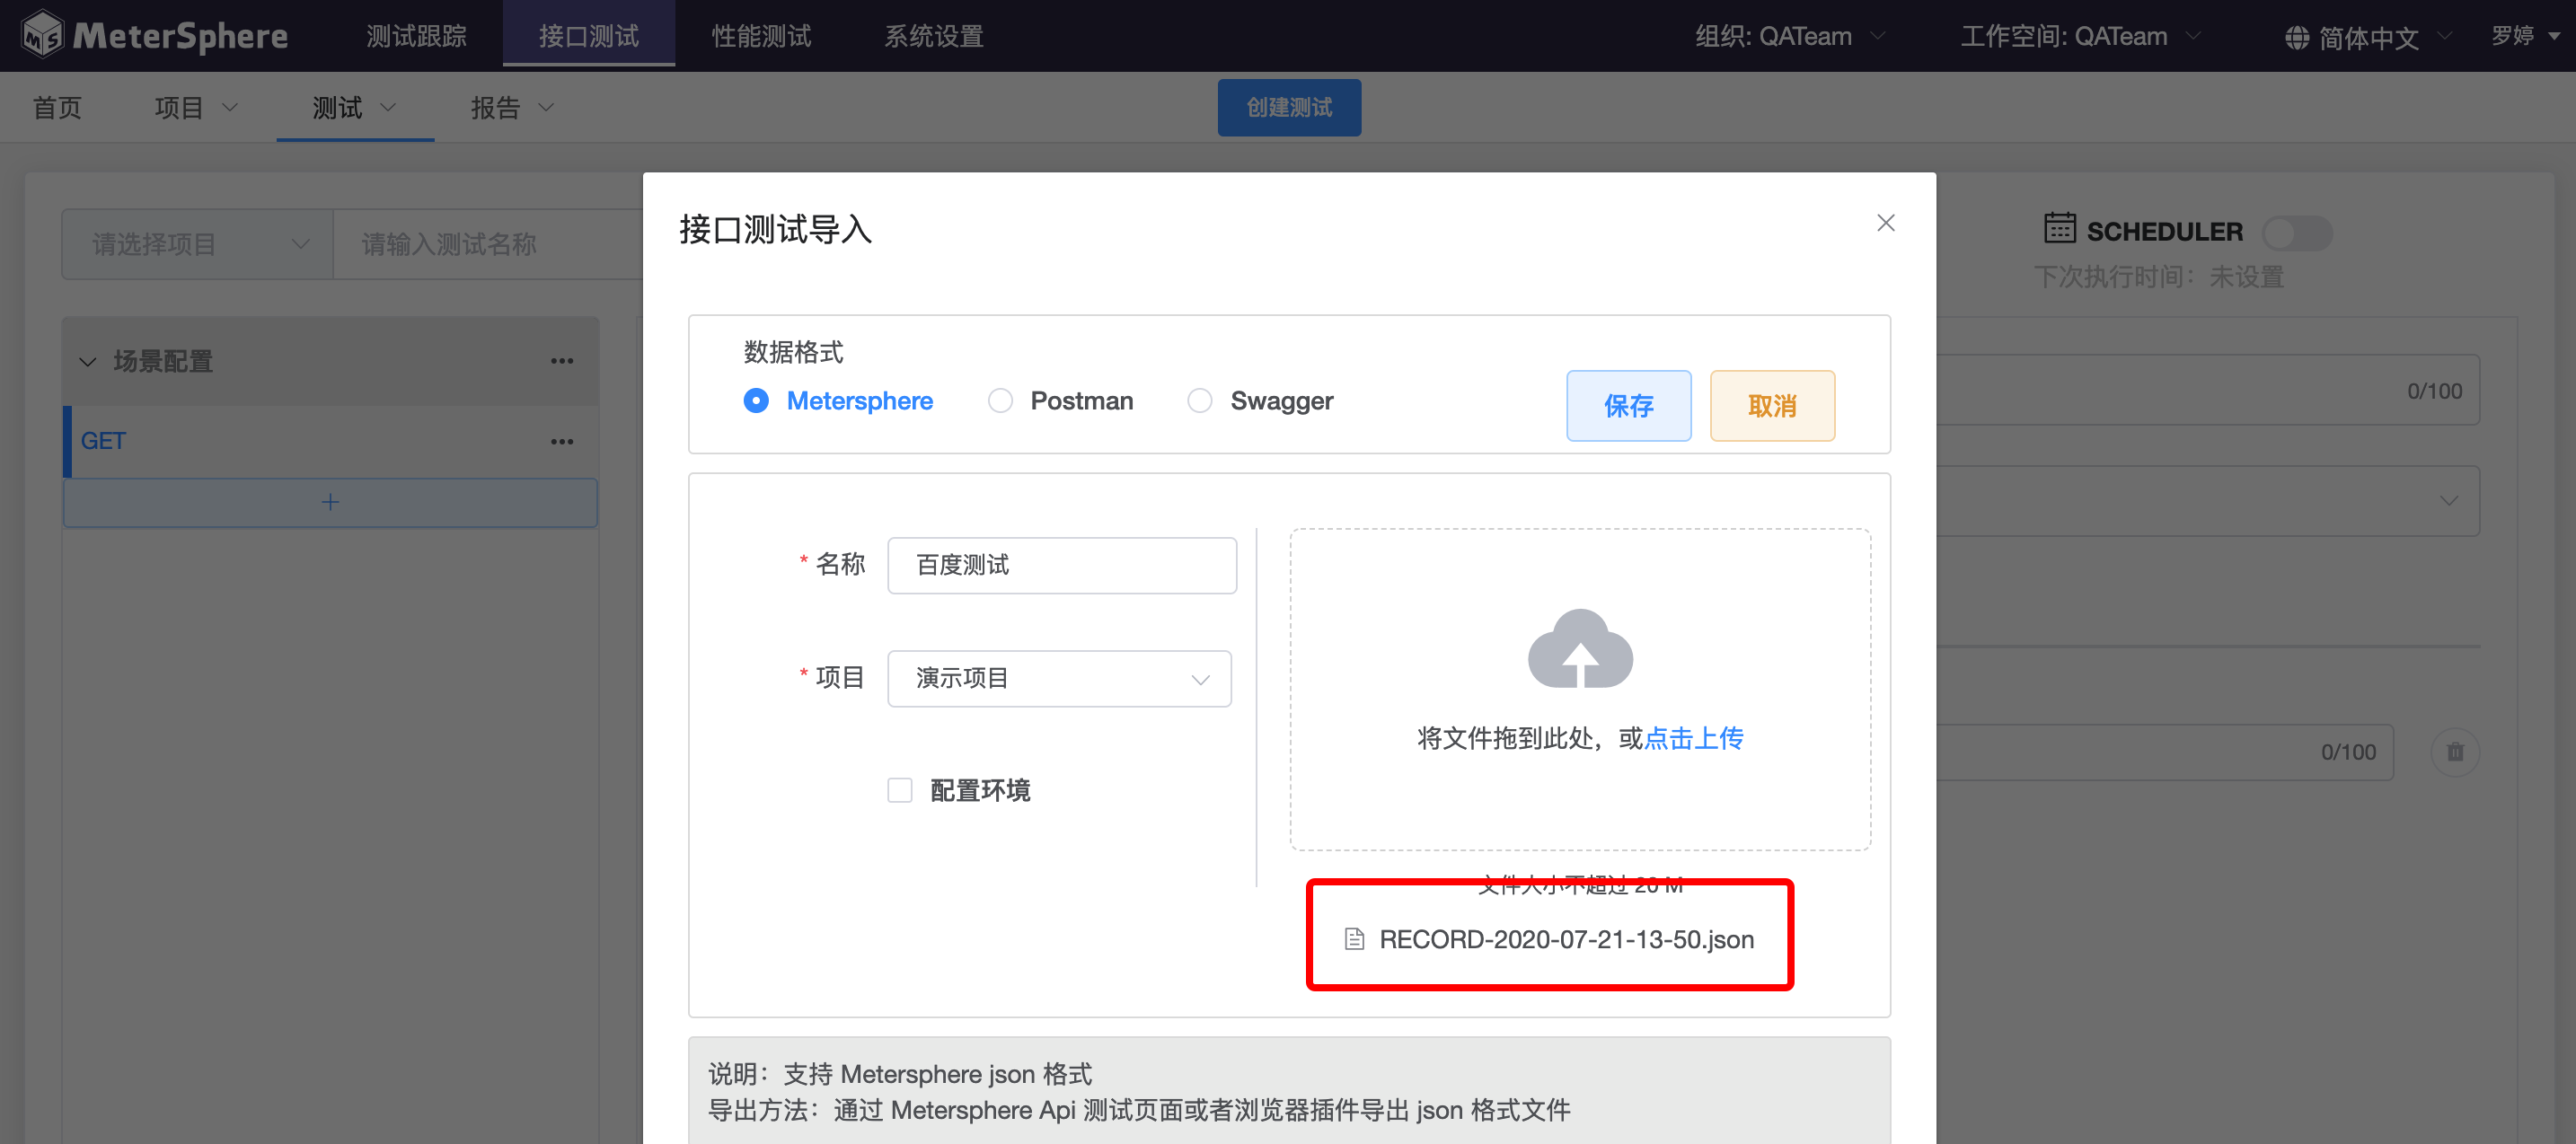 MeterSphere 测试跟踪 接口测试 性能测试 系统设置 组织: QATeam 工作空间: QATeam 简体中文 罗婷
首页 项目 测试 报告 创建测试
请选择项目 请输入测试名称
SCHEDULER
下次执行时间：未设置
场景配置
GET
0/100
0/100
接口测试导入
数据格式
Metersphere Postman Swagger
保存 取消
* 名称 百度测试
* 项目 演示项目
配置环境
将文件拖到此处，或点击上传
文件大小不超过 20 M
RECORD-2020-07-21-13-50.json
说明：支持 Metersphere json 格式
导出方法：通过 Metersphere Api 测试页面或者浏览器插件导出 json 格式文件